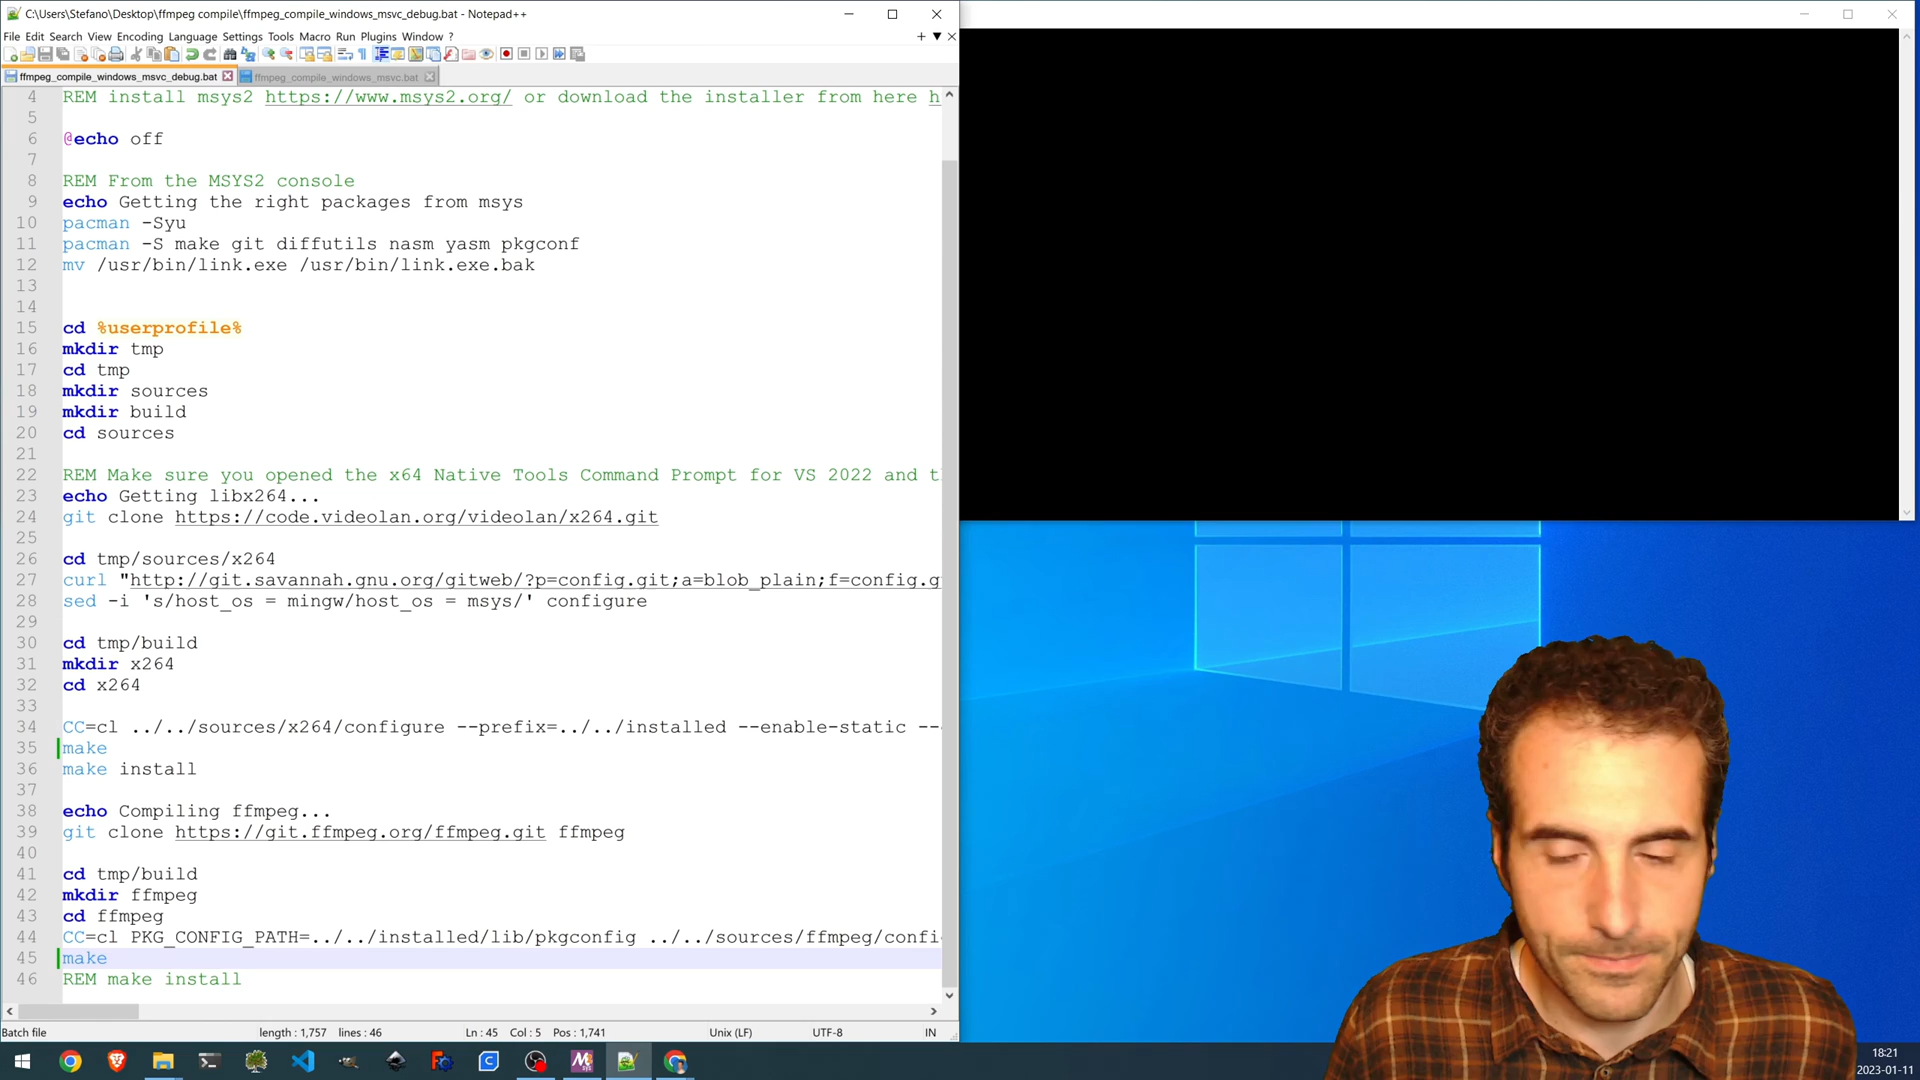 C:\Users\Stefano\Desktop\ffmpeg compile\ffmpeg_compile_windows_msvc_debug.bat - Notepad++
File Edit Search View Encoding Language Settings Tools Macro Run Plugins Window ?
ffmpeg_compile_windows_msvc_debug.bat ffmpeg_compile_windows_msvc.bat
4 REM install msys2 https://www.msys2.org/ or download the installer from here h
5
6 @echo off
7
8 REM From the MSYS2 console
9 echo Getting the right packages from msys
10 pacman -Syu
11 pacman -S make git diffutils nasm yasm pkgconf
12 mv /usr/bin/link.exe /usr/bin/link.exe.bak
13
14
15 cd %userprofile%
16 mkdir tmp
17 cd tmp
18 mkdir sources
19 mkdir build
20 cd sources
21
22 REM Make sure you opened the x64 Native Tools Command Prompt for VS 2022 and t
23 echo Getting libx264...
24 git clone https://code.videolan.org/videolan/x264.git
25
26 cd tmp/sources/x264
27 curl "http://git.savannah.gnu.org/gitweb/?p=config.git;a=blob_plain;f=config.g
28 sed -i 's/host_os = mingw/host_os = msys/' configure
29
30 cd tmp/build
31 mkdir x264
32 cd x264
33
34 CC=cl ../../sources/x264/configure --prefix=../../installed --enable-static --
35 make
36 make install
37
38 echo Compiling ffmpeg...
39 git clone https://git.ffmpeg.org/ffmpeg.git ffmpeg
40
41 cd tmp/build
42 mkdir ffmpeg
43 cd ffmpeg
44 CC=cl PKG_CONFIG_PATH=../../installed/lib/pkgconfig ../../sources/ffmpeg/confi
45 make
46 REM make install
Batch file length : 1,757 lines : 46 Ln : 45 Col : 5 Pos : 1,741 Unix (LF) UTF-8 IN
18:21
2023-01-11